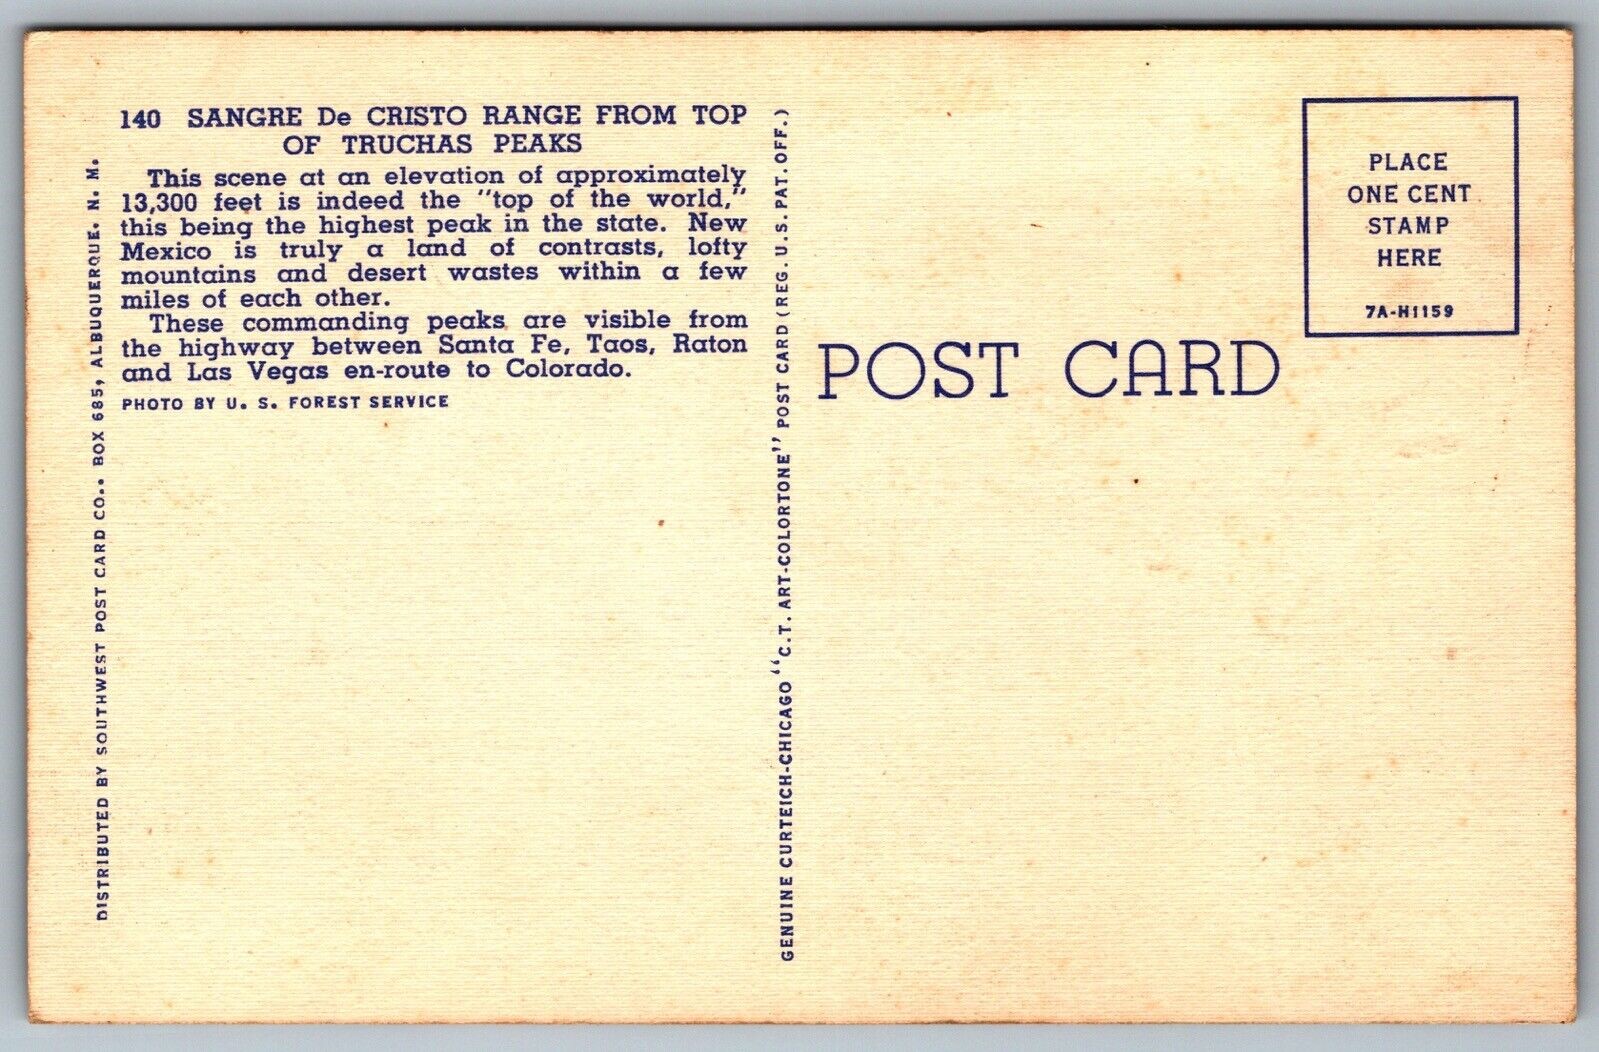 140 SANGRE De CRISTO RANGE FROM TOP
OF TRUCHAS PEAKS
This scene at an elevation of approximately
13,300 feet is indeed the "top of the world,"
this being the highest peak in the state. New
Mexico is truly a land of contrasts, lofty
mountains and desert wastes within a few
miles of each other.
These commanding peaks are visible from
the highway between Santa Fe, Taos, Raton
and Las Vegas en-route to Colorado.
PHOTO BY U. S. FOREST SERVICE
DISTRIBUTED BY SOUTHWEST POST CARD CO., BOX 685, ALBUQUERQUE. N. M.
GENUINE CURTEICH-CHICAGO "C.T. ART-COLORTONE" POST CARD (REG. U.S. PAT. OFF.)
POST CARD
PLACE
ONE CENT
STAMP
HERE
7A-H1159